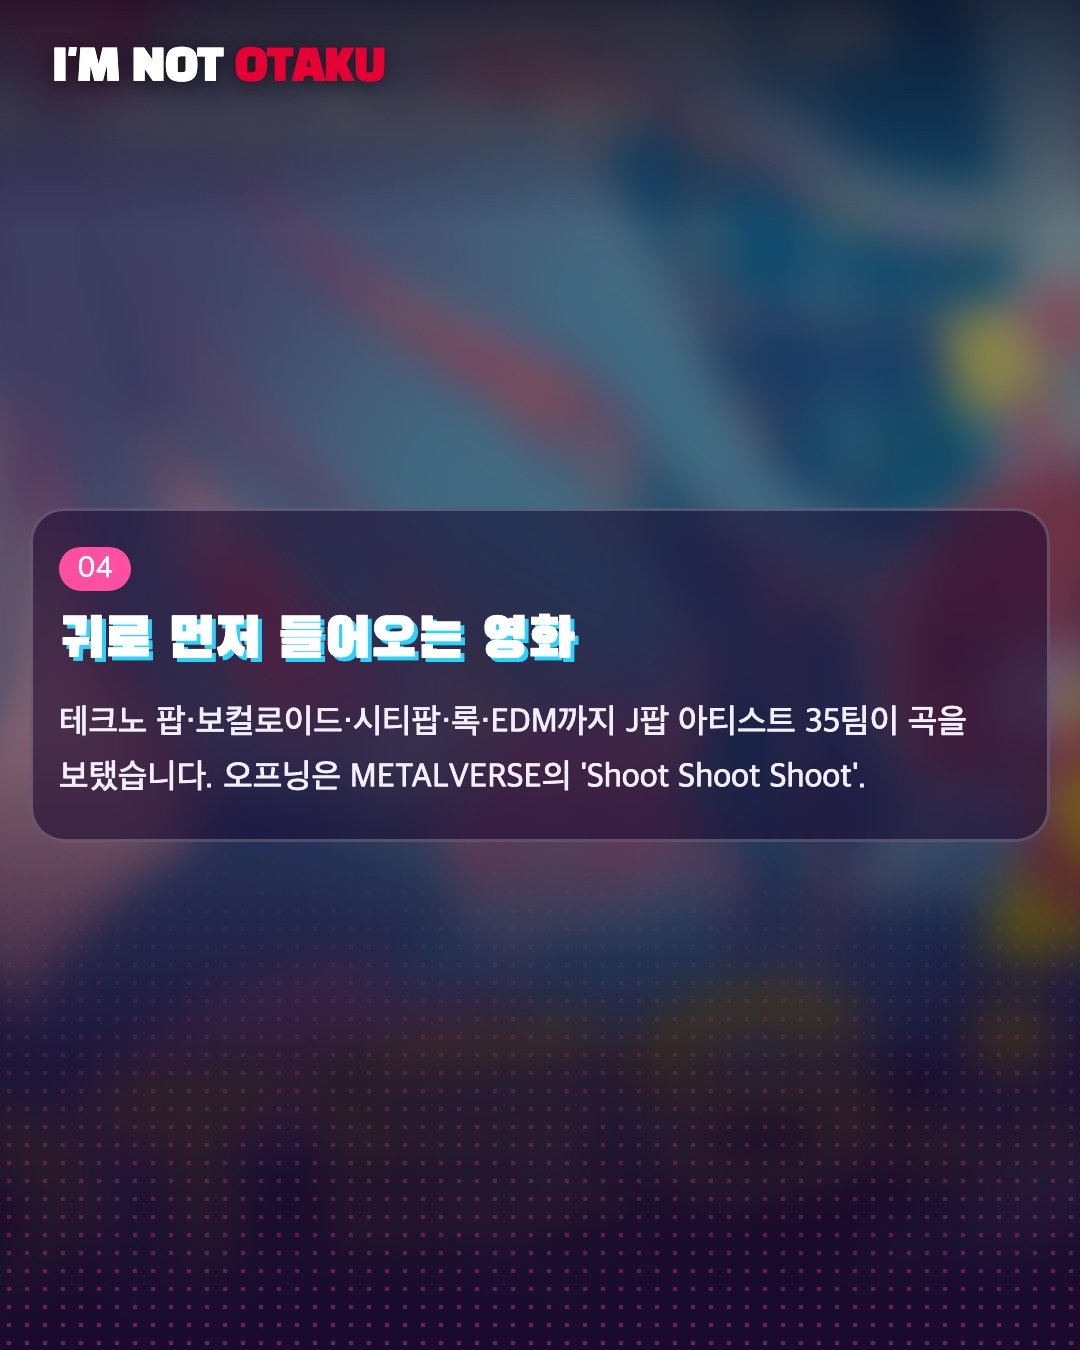 I'M NOT OTAKU
04
귀로 먼저 들어오는 영화
테크노 팝·보컬로이드·시티팝·록·EDM까지 J팝 아티스트 35팀이 곡을
보탰습니다. 오프닝은 METALVERSE의 'Shoot Shoot Shoot'.